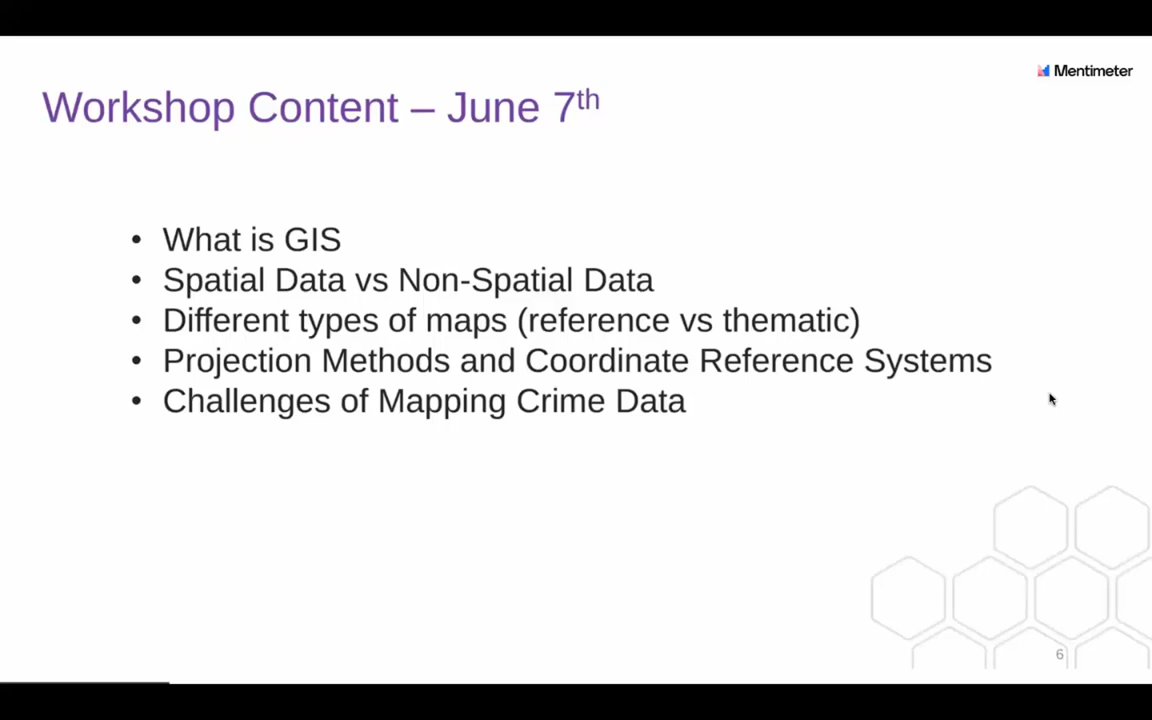 Mentimeter
Workshop Content – June 7th
• What is GIS
• Spatial Data vs Non-Spatial Data
• Different types of maps (reference vs thematic)
• Projection Methods and Coordinate Reference Systems
• Challenges of Mapping Crime Data
6